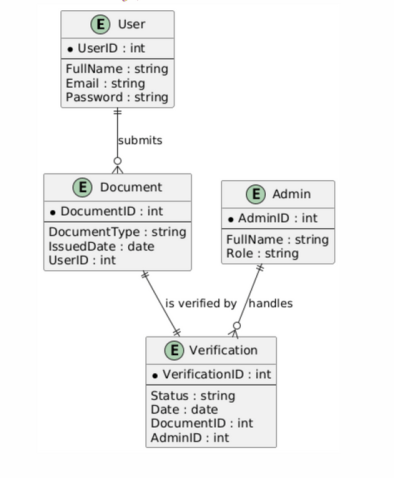 E User
• UserID : int
FullName : string
Email : string
Password : string
submits
E Document
• DocumentID : int
DocumentType : string
IssuedDate : date
UserID : int
E Admin
• AdminID : int
FullName : string
Role : string
is verified by
handles
E Verification
• VerificationID : int
Status : string
Date : date
DocumentID : int
AdminID : int